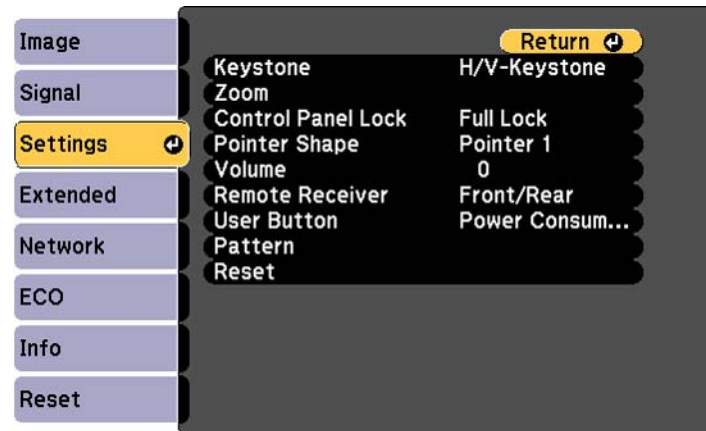 Image
Signal
Settings
Extended
Network
ECO
Info
Reset
Return
Keystone H/V-Keystone
Zoom
Control Panel Lock Full Lock
Pointer Shape Pointer 1
Volume 0
Remote Receiver Front/Rear
User Button Power Consum...
Pattern
Reset